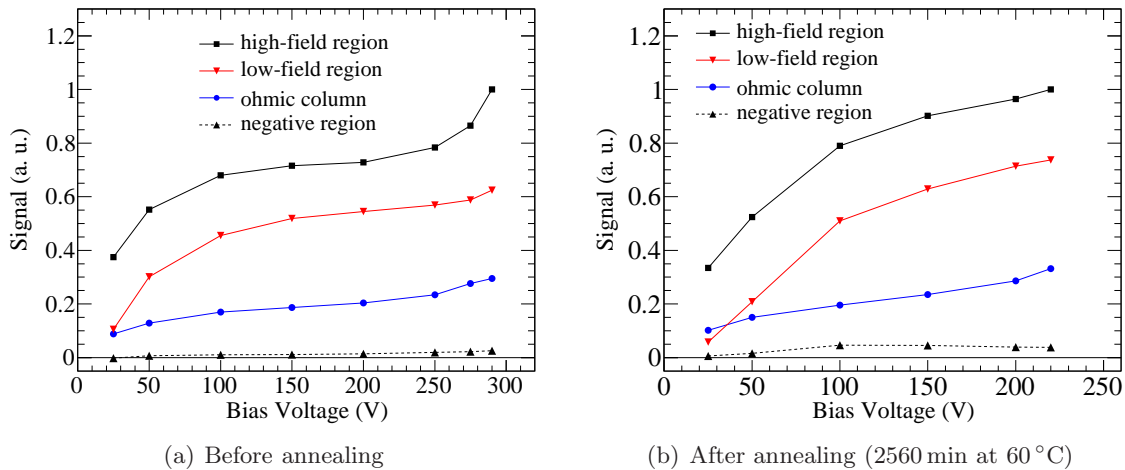 1.2
1
0.8
0.6
0.4
0.2
0
Signal (a. u.)
high-field region
low-field region
ohmic column
negative region
0 50 100 150 200 250 300
Bias Voltage (V)
(a) Before annealing
1.2
1
0.8
0.6
0.4
0.2
0
Signal (a. u.)
high-field region
low-field region
ohmic column
negative region
0 50 100 150 200 250
Bias Voltage (V)
(b) After annealing (2560 min at 60 °C)